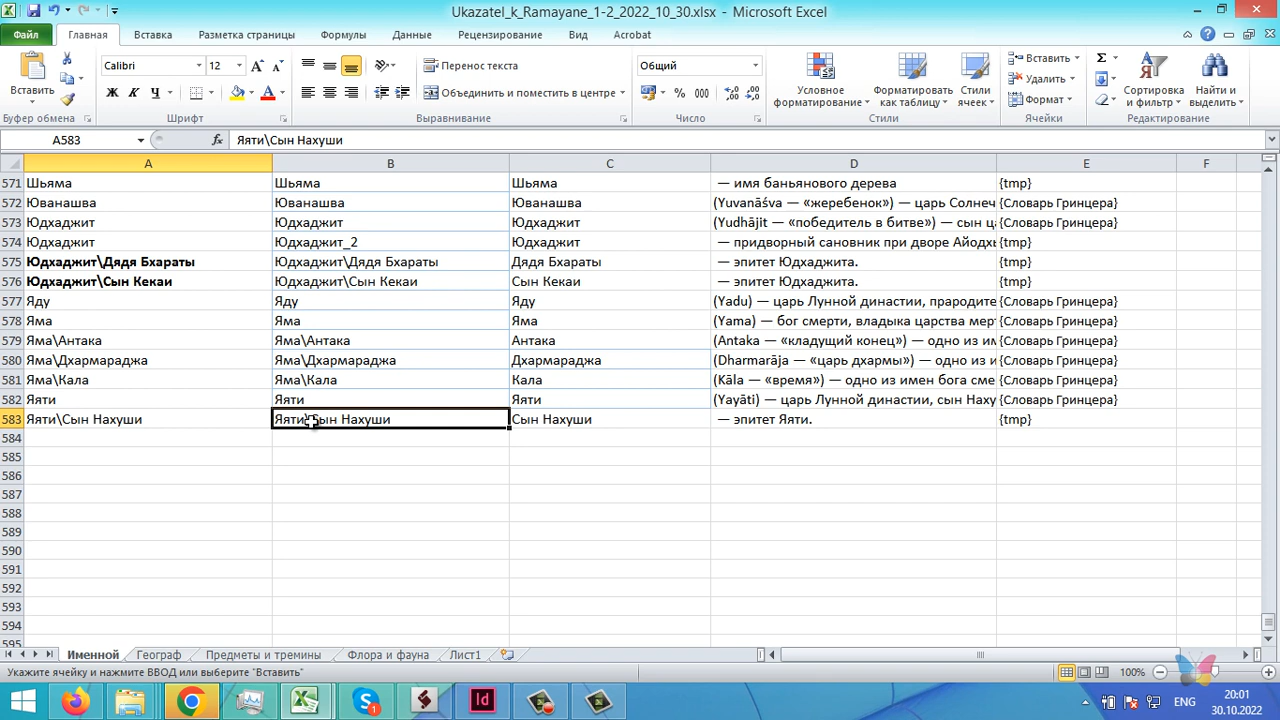 Ukazatel_k_Ramayane_1-2_2022_10_30.xlsx - Microsoft Excel
Файл Главная Вставка Разметка страницы Формулы Данные Рецензирование Вид Acrobat
Вставить
Буфер обмена
Calibri 12
Ж К Ч
Шрифт
Перенос текста
Объединить и поместить в центре
Выравнивание
Общий
% 000
Число
Условное форматирование
Форматировать как таблицу
Стили ячеек
Стили
Вставить
Удалить
Формат
Ячейки
Сортировка и фильтр
Найти и выделить
Редактирование
A583 fx Яяти\Сын Нахуши
A B C D E F
571 Шьяма Шьяма Шьяма — имя баньянового дерева {tmp}
572 Юванашва Юванашва Юванашва (Yuvanāśva — «жеребенок») — царь Солнеч {Словарь Гринцера}
573 Юдхаджит Юдхаджит Юдхаджит (Yudhājit — «победитель в битве») — сын ца {Словарь Гринцера}
574 Юдхаджит Юдхаджит_2 Юдхаджит — придворный сановник при дворе Айодхь {tmp}
575 Юдхаджит\Дядя Бхараты Юдхаджит\Дядя Бхараты Дядя Бхараты — эпитет Юдхаджита. {tmp}
576 Юдхаджит\Сын Кекаи Юдхаджит\Сын Кекаи Сын Кекаи — эпитет Юдхаджита. {tmp}
577 Яду Яду Яду (Yadu) — царь Лунной династии, прародите {Словарь Гринцера}
578 Яма Яма Яма (Yama) — бог смерти, владыка царства мер {Словарь Гринцера}
579 Яма\Антака Яма\Антака Антака (Antaka — «кладущий конец») — одно из им {Словарь Гринцера}
580 Яма\Дхармараджа Яма\Дхармараджа Дхармараджа (Dharmarāja — «царь дхармы») — одно из и {Словарь Гринцера}
581 Яма\Кала Яма\Кала Кала (Kāla — «время») — одно из имен бога сме {Словарь Гринцера}
582 Яяти Яяти Яяти (Yayāti) — царь Лунной династии, сын Наху {Словарь Гринцера}
583 Яяти\Сын Нахуши Яяти\Сын Нахуши Сын Нахуши — эпитет Яяти. {tmp}
584
585
586
587
588
589
590
591
592
593
594
595
Именной Географ Предметы и термины Флора и фауна Лист1
Укажите ячейку и нажмите ВВОД или выберите "Вставить" 100%
ENG 20:01
30.10.2022